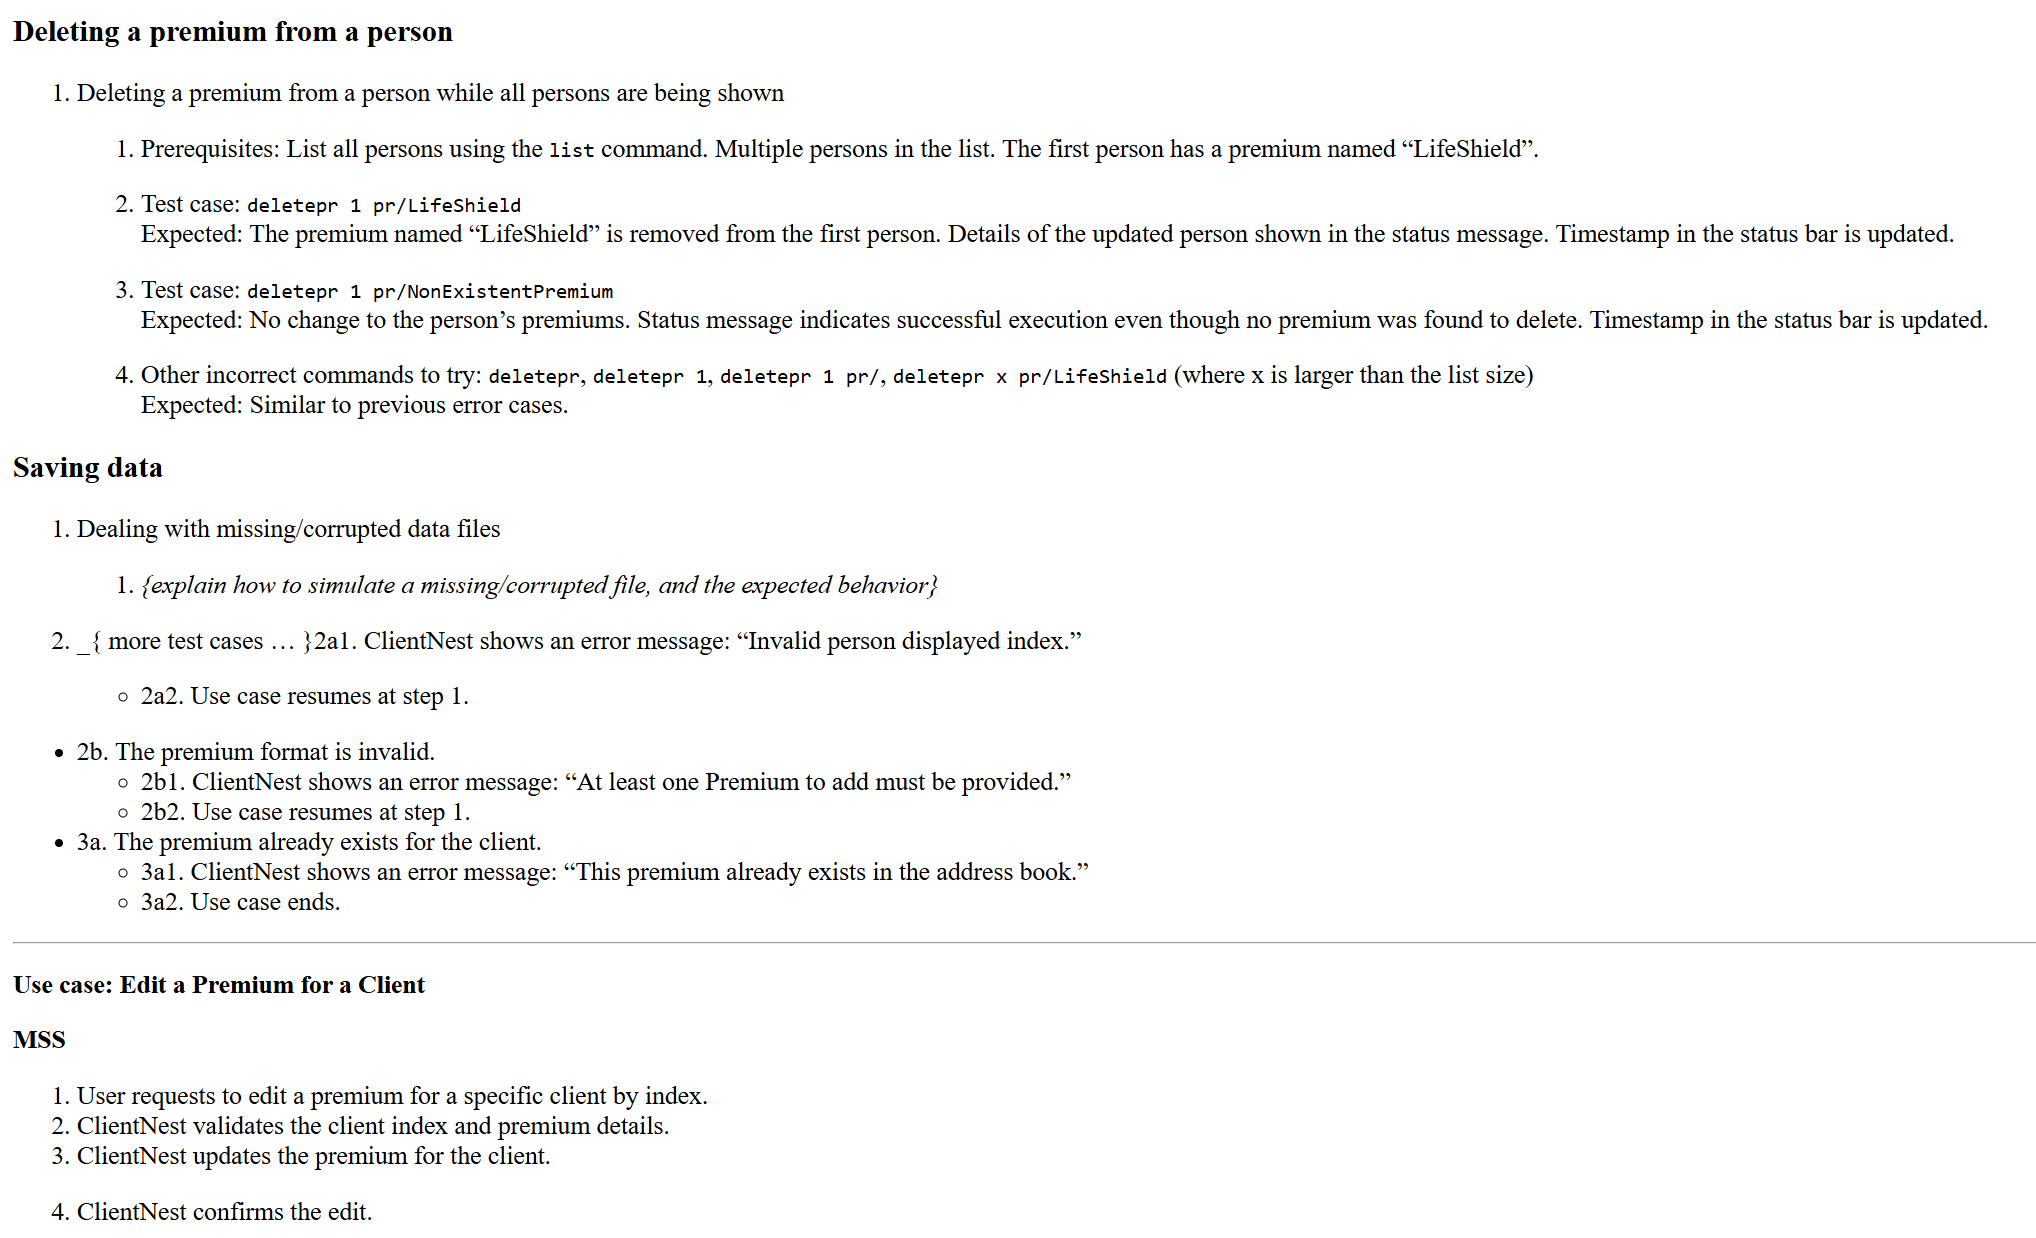 Deleting a premium from a person
1. Deleting a premium from a person while all persons are being shown
1. Prerequisites: List all persons using the list command. Multiple persons in the list. The first person has a premium named “LifeShield”.
2. Test case: deletepr 1 pr/LifeShield
Expected: The premium named “LifeShield” is removed from the first person. Details of the updated person shown in the status message. Timestamp in the status bar is updated.
3. Test case: deletepr 1 pr/NonExistentPremium
Expected: No change to the person’s premiums. Status message indicates successful execution even though no premium was found to delete. Timestamp in the status bar is updated.
4. Other incorrect commands to try: deletepr, deletepr 1, deletepr 1 pr/, deletepr x pr/LifeShield (where x is larger than the list size)
Expected: Similar to previous error cases.
Saving data
1. Dealing with missing/corrupted data files
1. {explain how to simulate a missing/corrupted file, and the expected behavior}
2. _{ more test cases … }2a1. ClientNest shows an error message: “Invalid person displayed index.”
◦ 2a2. Use case resumes at step 1.
• 2b. The premium format is invalid.
◦ 2b1. ClientNest shows an error message: “At least one Premium to add must be provided.”
◦ 2b2. Use case resumes at step 1.
• 3a. The premium already exists for the client.
◦ 3a1. ClientNest shows an error message: “This premium already exists in the address book.”
◦ 3a2. Use case ends.
Use case: Edit a Premium for a Client
MSS
1. User requests to edit a premium for a specific client by index.
2. ClientNest validates the client index and premium details.
3. ClientNest updates the premium for the client.
4. ClientNest confirms the edit.